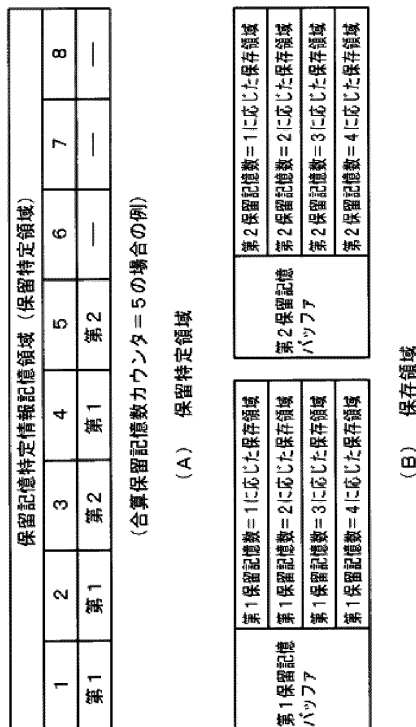 保留記憶特定情報記憶領域（保留特定領域）
1 2 3 4 5 6 7 8
第1 第1 第2 第1 第2 ― ― ―
（合算保留記憶数カウンタ＝5の場合の例）
（A） 保留特定領域
第1保留記憶
バッファ
第1保留記憶数＝1に応じた保存領域
第1保留記憶数＝2に応じた保存領域
第1保留記憶数＝3に応じた保存領域
第1保留記憶数＝4に応じた保存領域
第2保留記憶
バッファ
第2保留記憶数＝1に応じた保存領域
第2保留記憶数＝2に応じた保存領域
第2保留記憶数＝3に応じた保存領域
第2保留記憶数＝4に応じた保存領域
（B） 保存領域